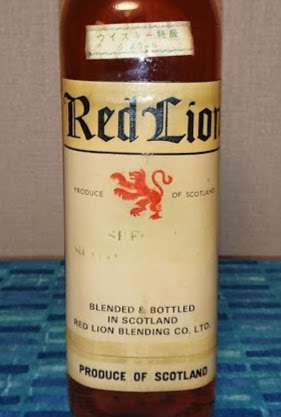 ウイスキー特級
Red Lion
PRODUCE OF SCOTLAND
BLENDED & BOTTLED
IN SCOTLAND
RED LION BLENDING CO. LTD.
PRODUCE OF SCOTLAND